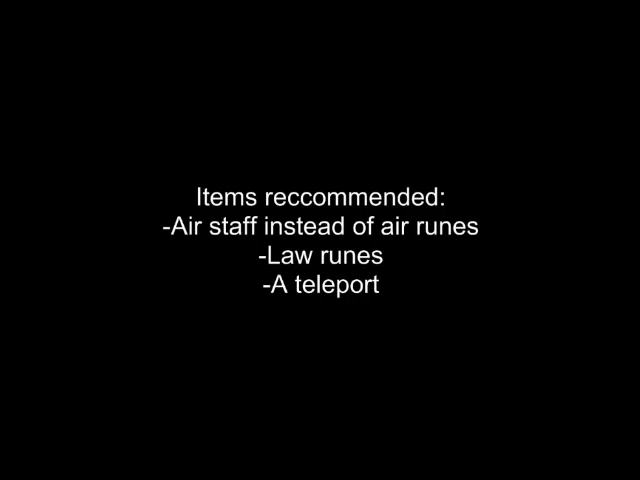 Items reccommended:
-Air staff instead of air runes
-Law runes
-A teleport